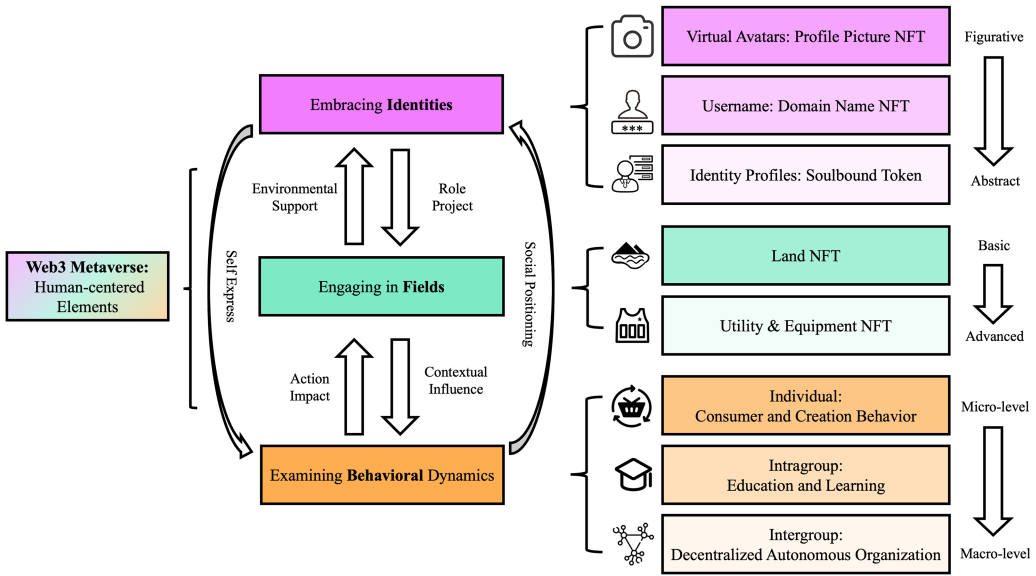 Web3 Metaverse:
Human-centered
Elements
Embracing Identities
Environmental
Support
Role
Project
Self Express
Social Positioning
Engaging in Fields
Action
Impact
Contextual
Influence
Examining Behavioral Dynamics
Virtual Avatars: Profile Picture NFT
Figurative
***
Username: Domain Name NFT
Identity Profiles: Soulbound Token
Abstract
Land NFT
Basic
Utility & Equipment NFT
Advanced
Individual:
Consumer and Creation Behavior
Micro-level
Intragroup:
Education and Learning
Intergroup:
Decentralized Autonomous Organization
Macro-level